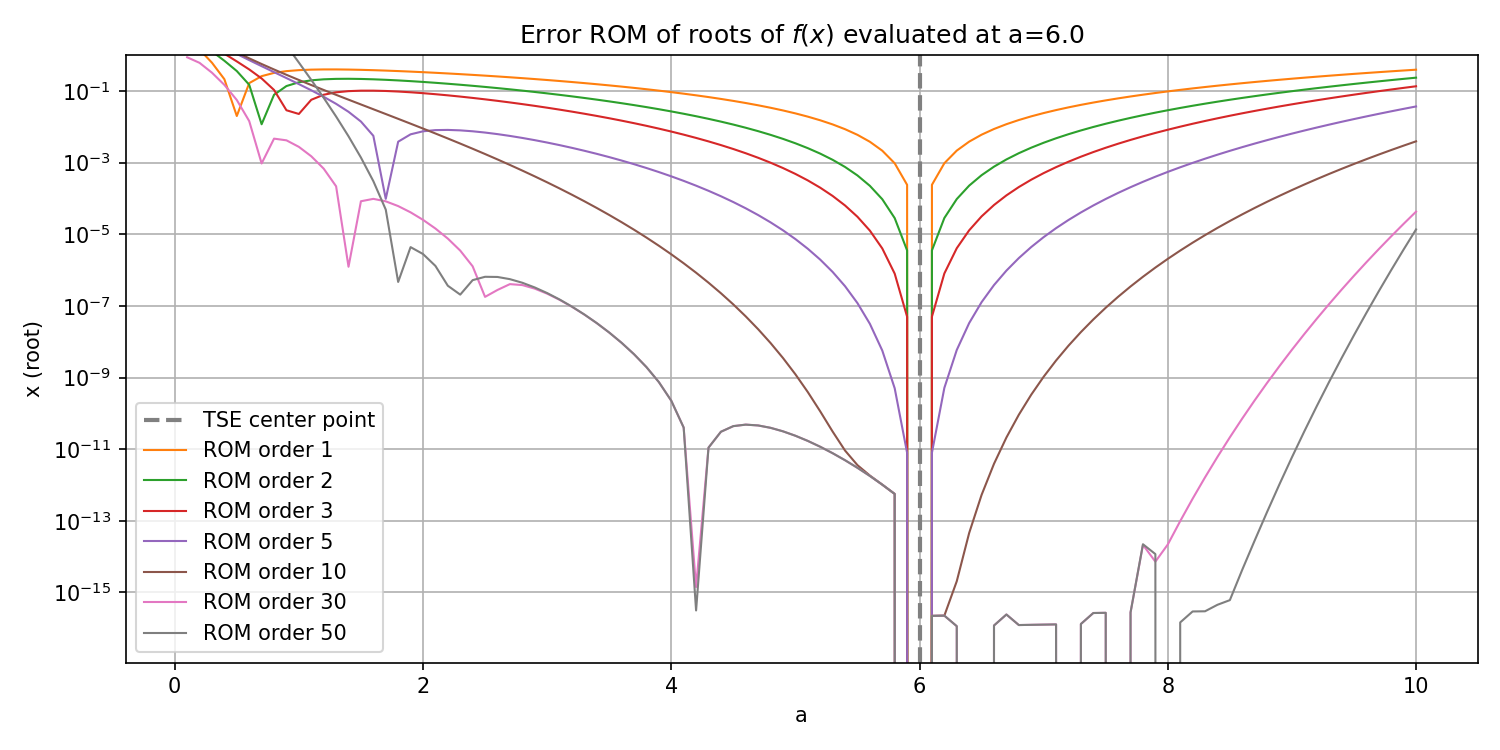 Error ROM of roots of f(x) evaluated at a=6.0
x (root)
10⁻¹
10⁻³
10⁻⁵
10⁻⁷
10⁻⁹
10⁻¹¹
10⁻¹³
10⁻¹⁵
TSE center point
ROM order 1
ROM order 2
ROM order 3
ROM order 5
ROM order 10
ROM order 30
ROM order 50
0 2 4 6 8 10
a